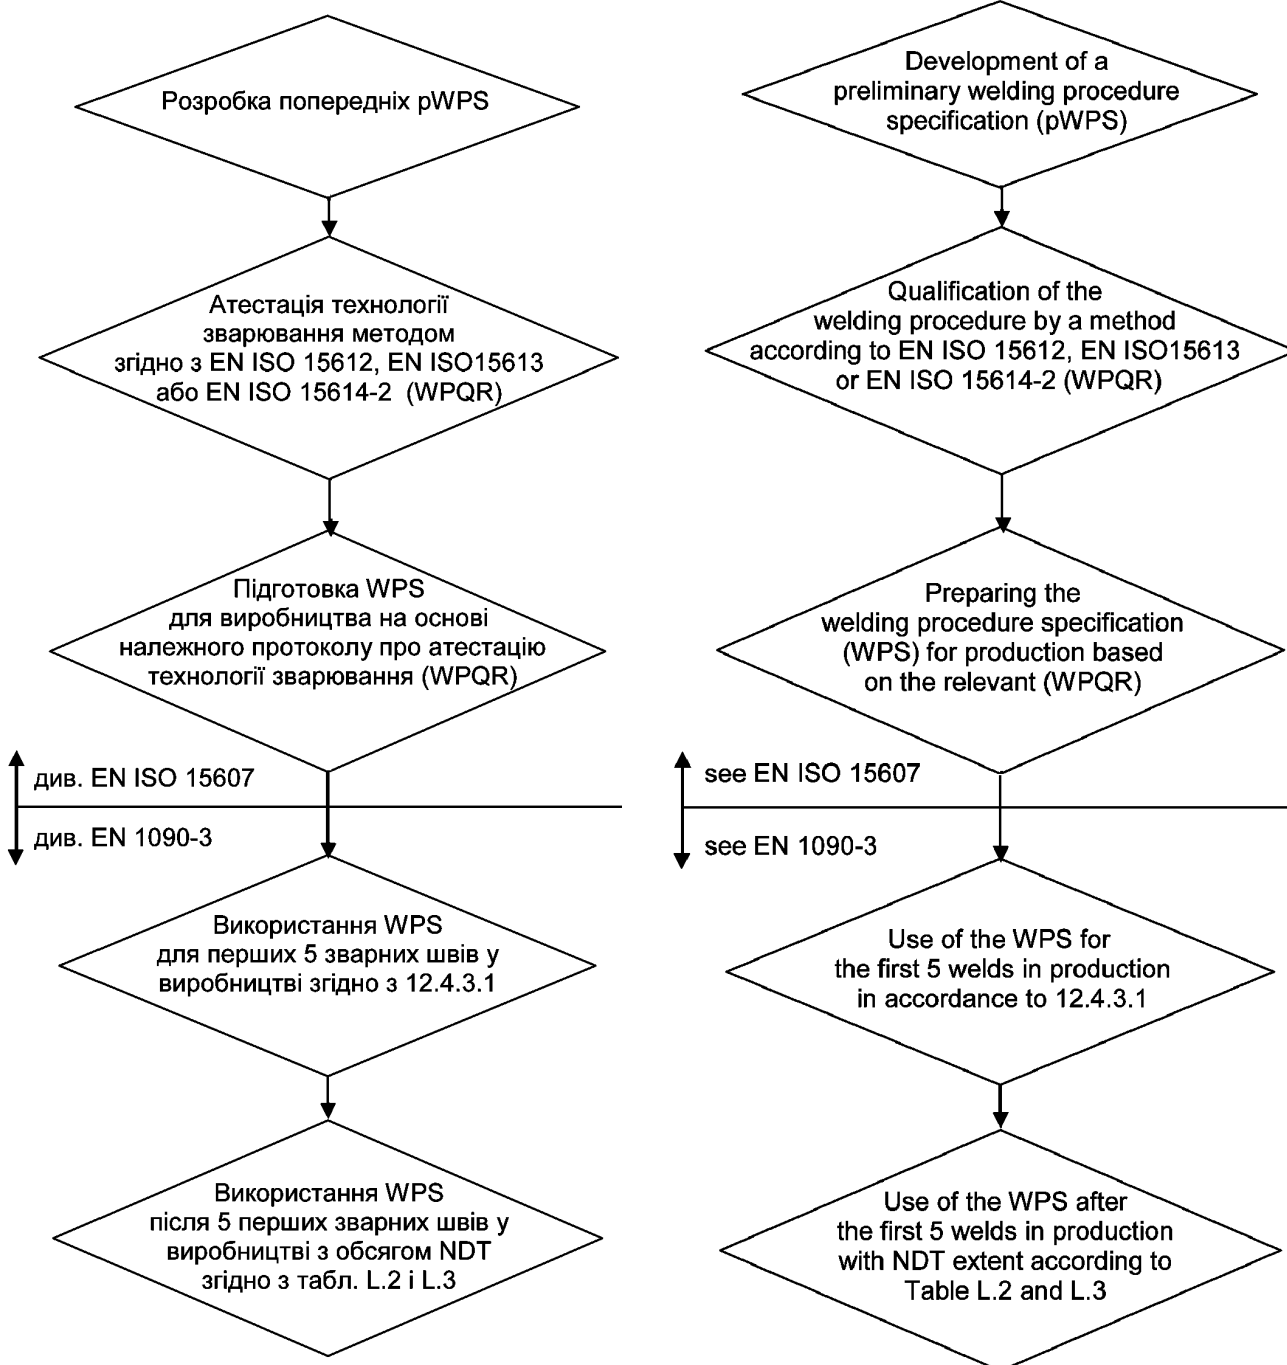 Розробка попередніх pWPS
Атестація технології
зварювання методом
згідно з EN ISO 15612, EN ISO15613
або EN ISO 15614-2 (WPQR)
Підготовка WPS
для виробництва на основі
належного протоколу про атестацію
технології зварювання (WPQR)
див. EN ISO 15607
див. EN 1090-3
Використання WPS
для перших 5 зварних швів у
виробництві згідно з 12.4.3.1
Використання WPS
після 5 перших зварних швів у
виробництві з обсягом NDT
згідно з табл. L.2 і L.3
Development of a
preliminary welding procedure
specification (pWPS)
Qualification of the
welding procedure by a method
according to EN ISO 15612, EN ISO15613
or EN ISO 15614-2 (WPQR)
Preparing the
welding procedure specification
(WPS) for production based
on the relevant (WPQR)
see EN ISO 15607
see EN 1090-3
Use of the WPS for
the first 5 welds in production
in accordance to 12.4.3.1
Use of the WPS after
the first 5 welds in production
with NDT extent according to
Table L.2 and L.3